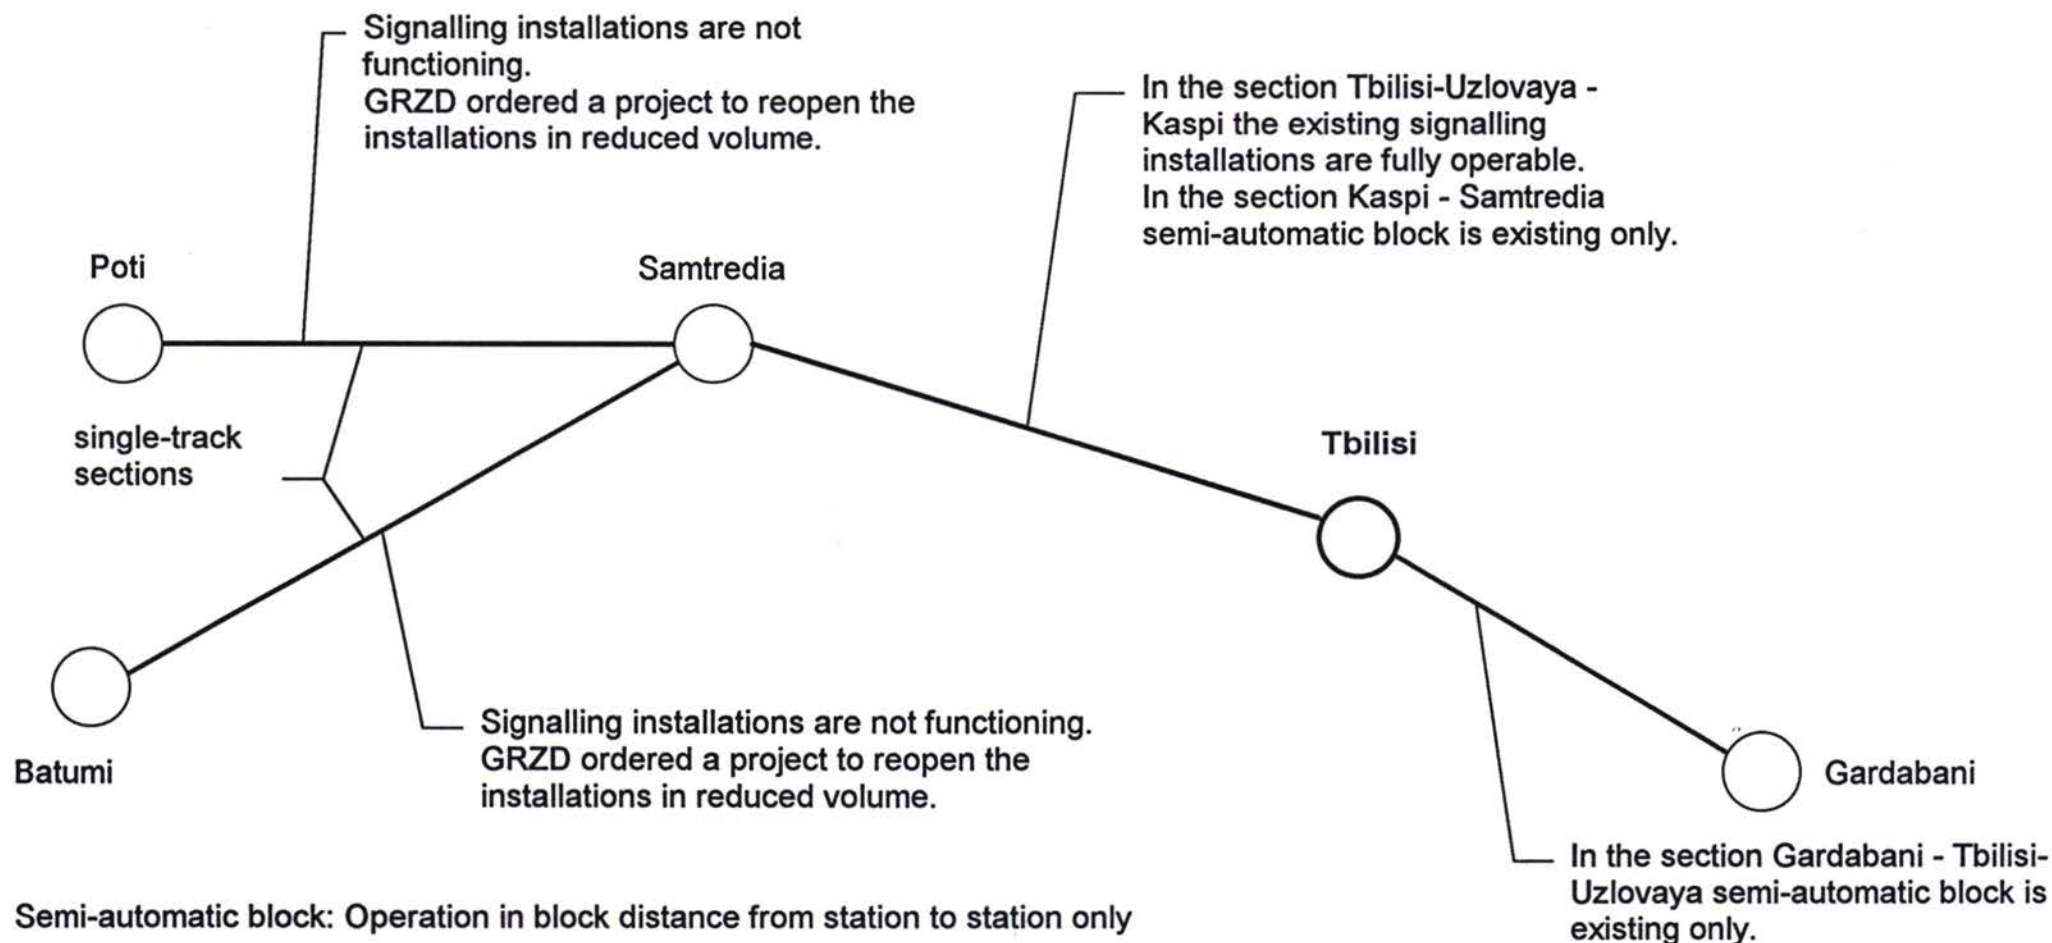 Signalling installations are not
functioning.
GRZD ordered a project to reopen the
installations in reduced volume.
In the section Tbilisi-Uzlovaya -
Kaspi the existing signalling
installations are fully operable.
In the section Kaspi - Samtredia
semi-automatic block is existing only.
Poti
Samtredia
single-track
sections
Tbilisi
Batumi
Signalling installations are not functioning.
GRZD ordered a project to reopen the
installations in reduced volume.
Gardabani
In the section Gardabani - Tbilisi-
Uzlovaya semi-automatic block is
existing only.
Semi-automatic block: Operation in block distance from station to station only